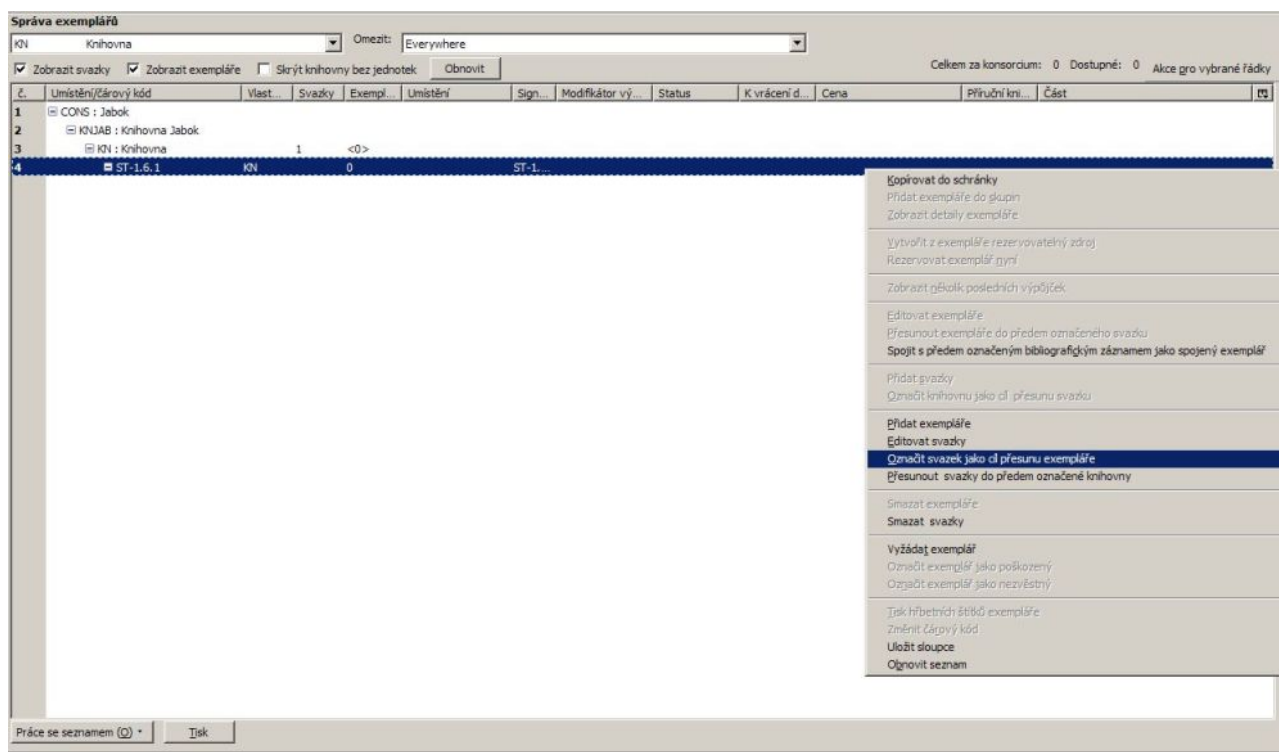 Správa exemplářů
KN Knihovna Omezit: Everywhere
Zobrazit svazky Zobrazit exempláře Skrýt knihovny bez jednotek Obnovit Celkem za konsorcium: 0 Dostupné: 0 Akce pro vybrané řádky
č. Umístění/čárový kód Vlast... Svazky Exempl... Umístění Sign... Modifikátor vý... Status K vrácení d... Cena Příruční kni... Část
1 CONS : Jabok
2 KNJAB : Knihovna Jabok
3 KN : Knihovna 1 <0>
4 ST-1.6.1 KN 0 ST-1....
Kopírovat do schránky
Přidat exempláře do skupin
Zobrazit detaily exempláře
Vytvořit z exempláře rezervovatelný zdroj
Rezervovat exemplář nyní
Zobrazit několik posledních výpůjček
Editovat exempláře
Přesunout exempláře do předem označeného svazku
Spojit s předem označeným bibliografickým záznamem jako spojený exemplář
Přidat svazky
Označit knihovnu jako cíl přesunu svazku
Přidat exempláře
Editovat svazky
Označit svazek jako cíl přesunu exempláře
Přesunout svazky do předem označené knihovny
Smazat exempláře
Smazat svazky
Vyžádat exemplář
Označit exemplář jako poškozený
Označit exemplář jako nezvěstný
Tisk hřbetních štítků exempláře
Změnit čárový kód
Uložit sloupce
Obnovit seznam
Práce se seznamem (O) Tisk